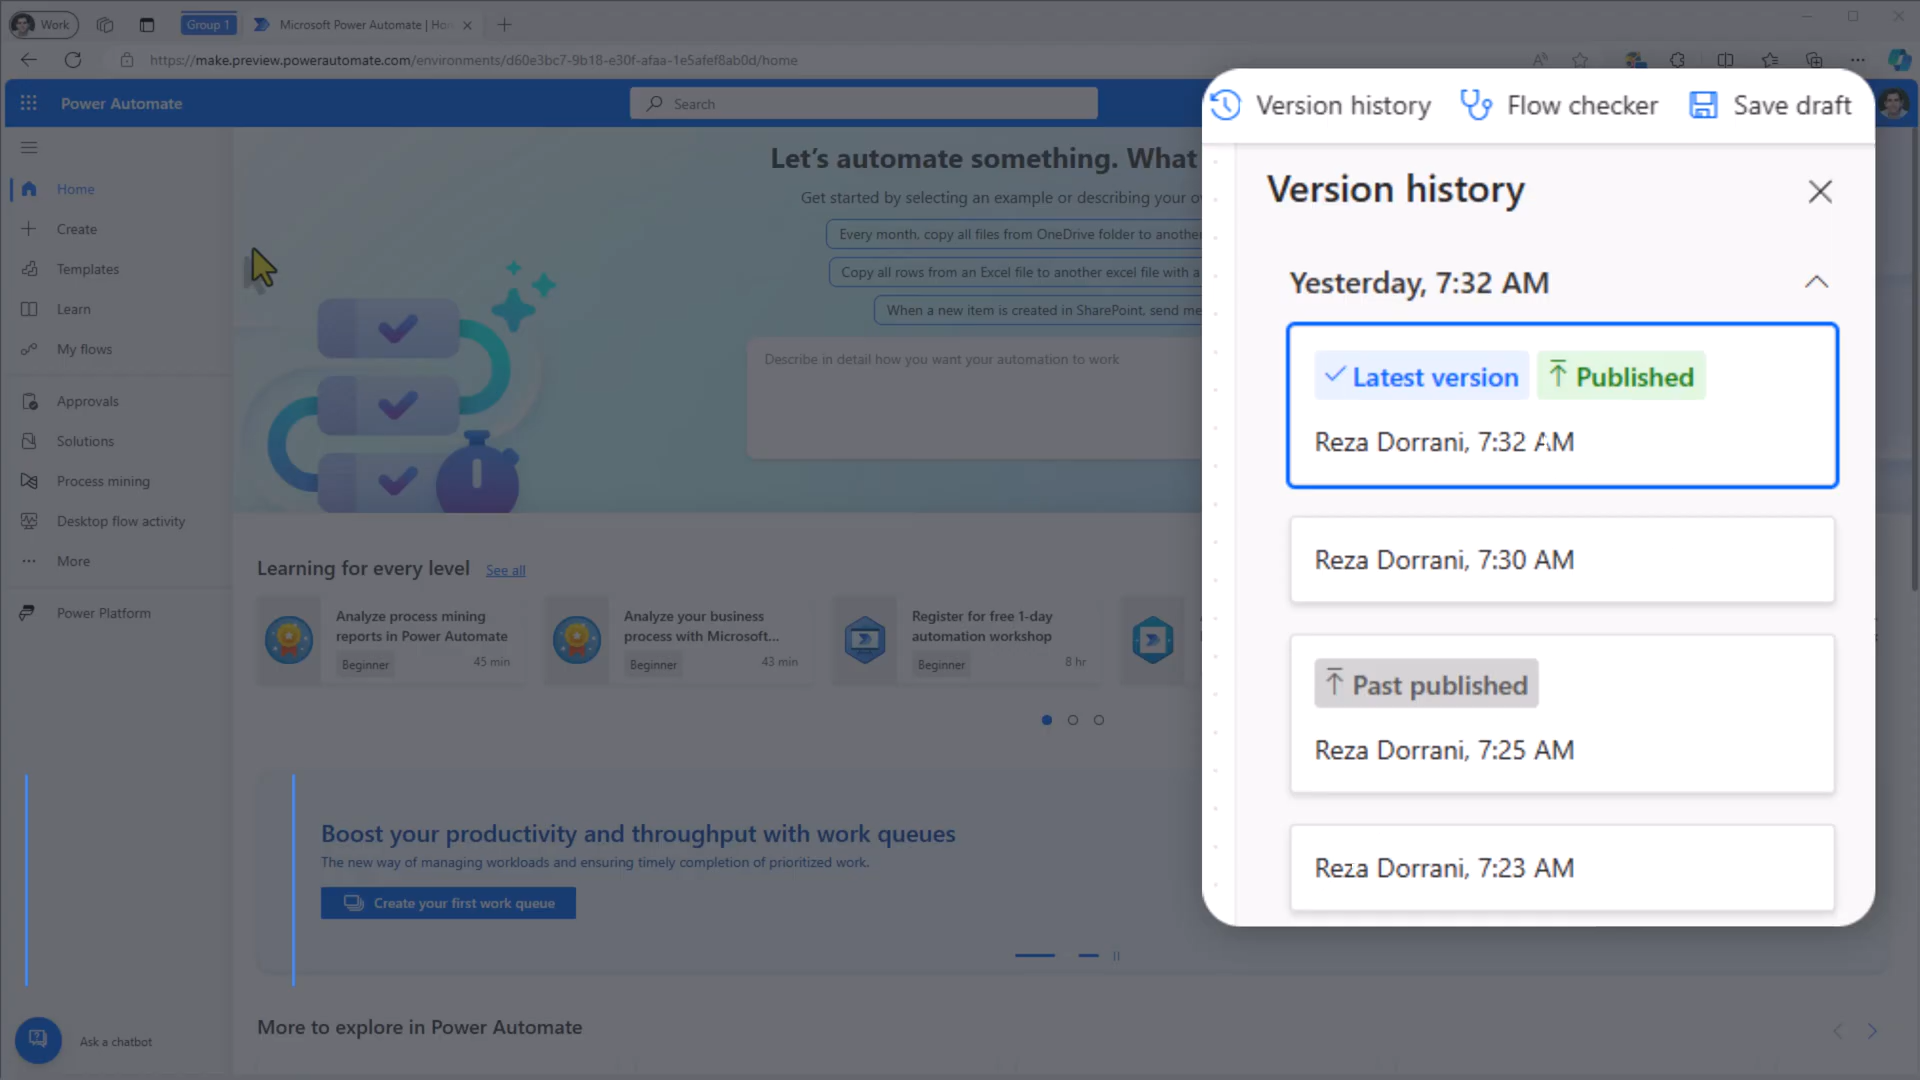 Work
Group 1
Microsoft Power Automate | Ho
https://make.preview.powerautomate.com/environments/d60e3bc7-9b18-e30f-afaa-1e5afef8ab0d/home
Power Automate
Search
Home
Create
Templates
Learn
My flows
Approvals
Solutions
Process mining
Desktop flow activity
More
Power Platform
Ask a chatbot
Let's automate something. What
Get started by selecting an example or describing your o
Every month, copy all files from OneDrive folder to another
Copy all rows from an Excel file to another excel file with a
When a new item is created in SharePoint, send me
Describe in detail how you want your automation to work
Learning for every level See all
Analyze process mining
reports in Power Automate
Beginner 45 min
Analyze your business
process with Microsoft...
Beginner 43 min
Register for free 1-day
automation workshop
Beginner 8 hr
Boost your productivity and throughput with work queues
The new way of managing workloads and ensuring timely completion of prioritized work.
Create your first work queue
More to explore in Power Automate
Version history Flow checker Save draft
Version history
Yesterday, 7:32 AM
Latest version Published
Reza Dorrani, 7:32 AM
Reza Dorrani, 7:30 AM
Past published
Reza Dorrani, 7:25 AM
Reza Dorrani, 7:23 AM